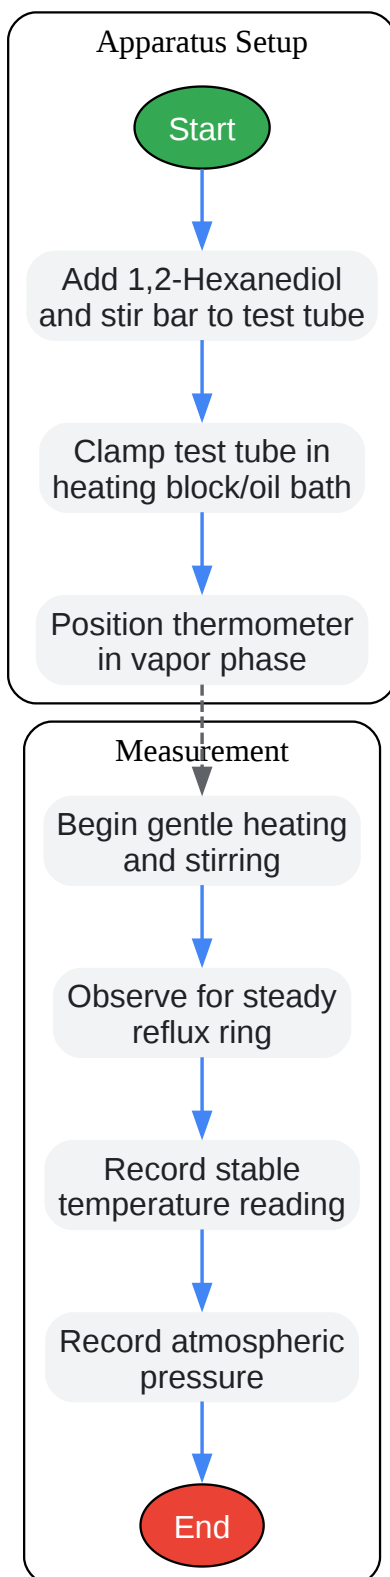 Apparatus Setup
Start
Add 1,2-Hexanediol
and stir bar to test tube
Clamp test tube in
heating block/oil bath
Position thermometer
in vapor phase
Measurement
Begin gentle heating
and stirring
Observe for steady
reflux ring
Record stable
temperature reading
Record atmospheric
pressure
End